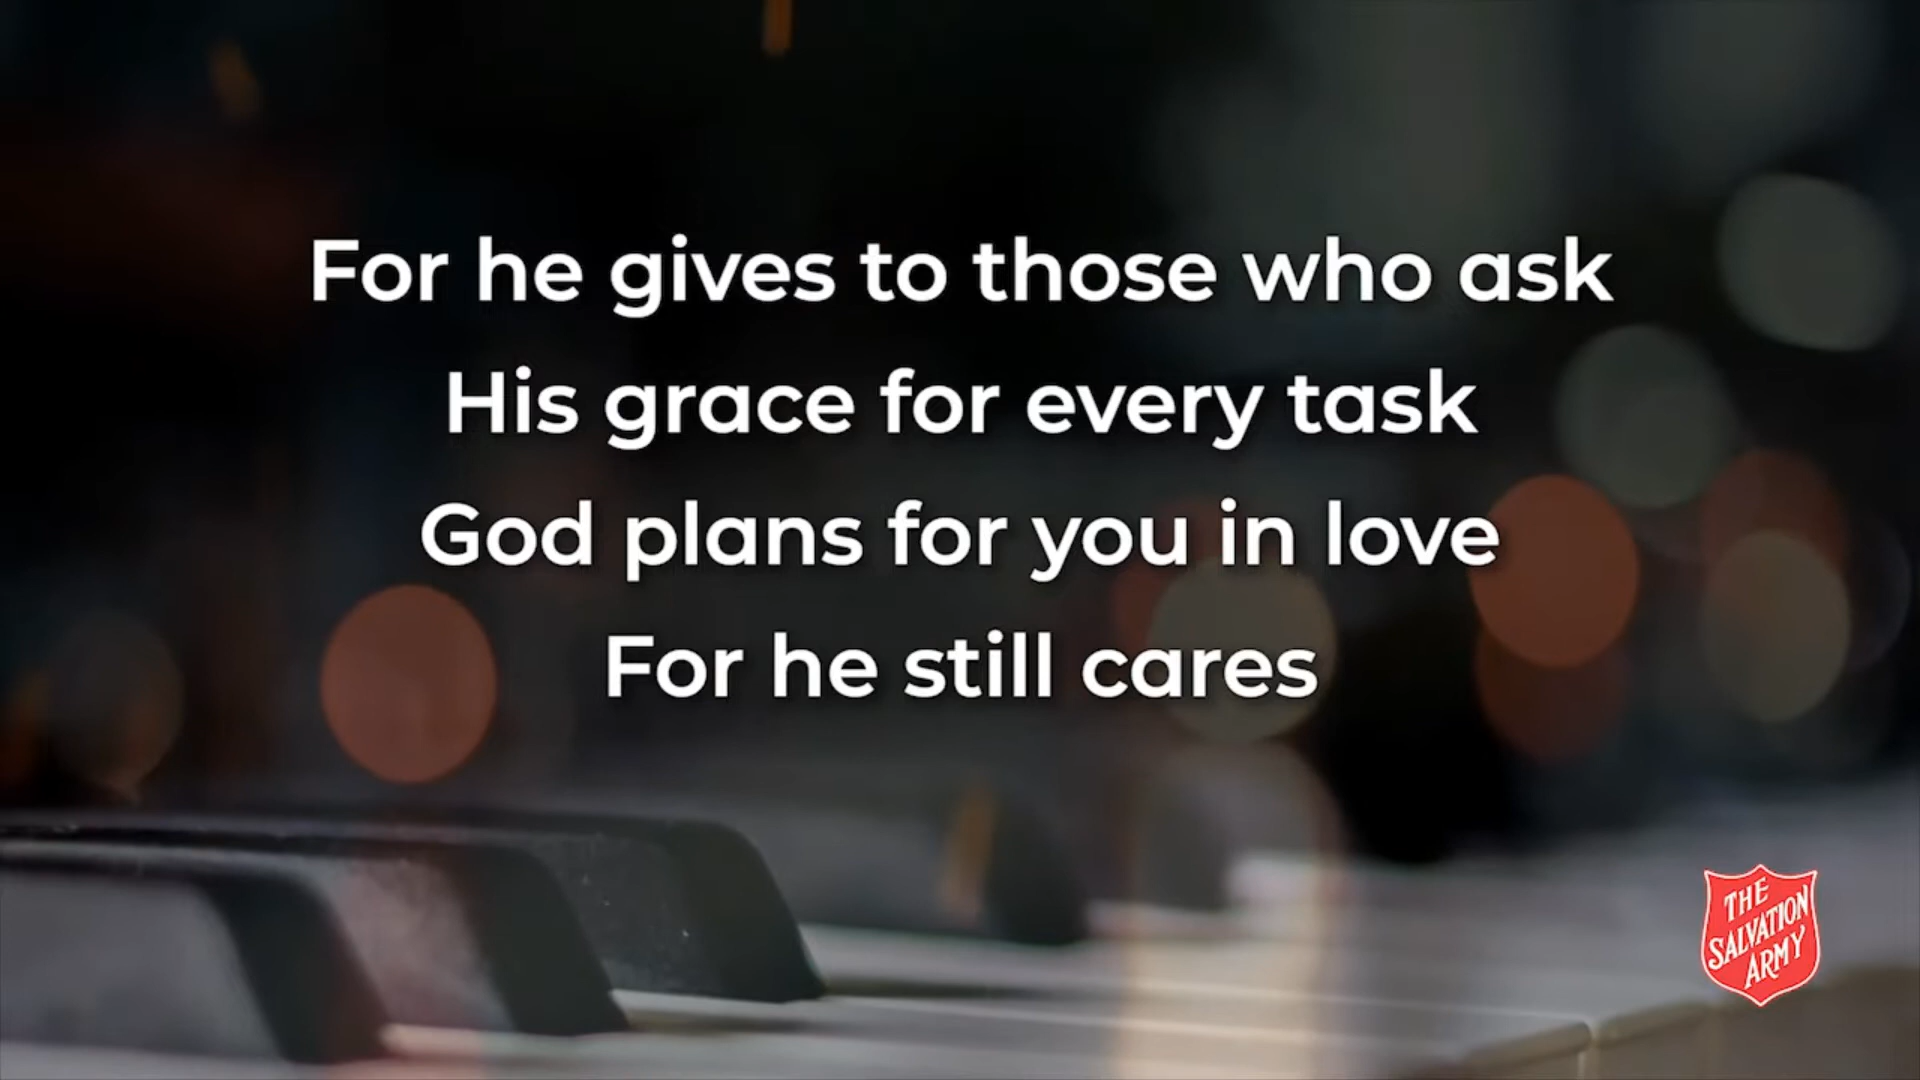 For he gives to those who ask
His grace for every task
God plans for you in love
For he still cares
THE
SALVATION
ARMY